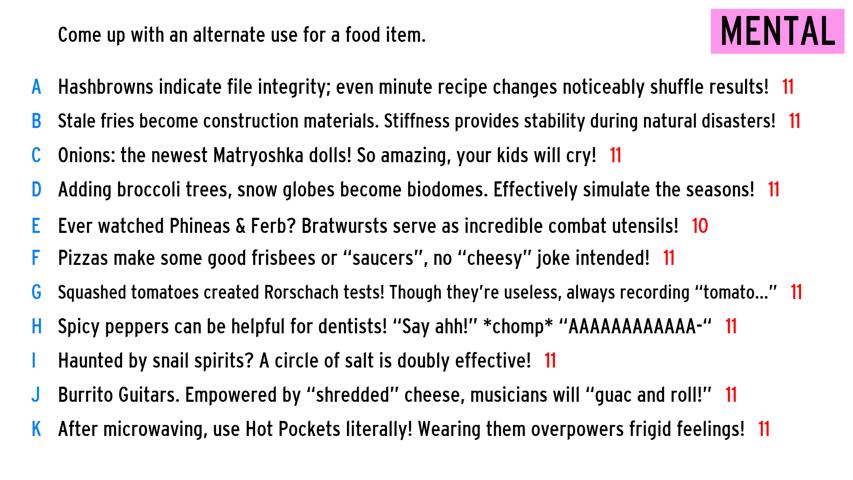 Come up with an alternate use for a food item.
MENTAL
A Hashbrowns indicate file integrity; even minute recipe changes noticeably shuffle results! 11
B Stale fries become construction materials. Stiffness provides stability during natural disasters! 11
C Onions: the newest Matryoshka dolls! So amazing, your kids will cry! 11
D Adding broccoli trees, snow globes become biodomes. Effectively simulate the seasons! 11
E Ever watched Phineas & Ferb? Bratwursts serve as incredible combat utensils! 10
F Pizzas make some good frisbees or “saucers”, no “cheesy” joke intended! 11
G Squashed tomatoes created Rorschach tests! Though they’re useless, always recording “tomato...” 11
H Spicy peppers can be helpful for dentists! “Say ahh!” *chomp* “AAAAAAAAAAAA-“ 11
I Haunted by snail spirits? A circle of salt is doubly effective! 11
J Burrito Guitars. Empowered by “shredded” cheese, musicians will “guac and roll!” 11
K After microwaving, use Hot Pockets literally! Wearing them overpowers frigid feelings! 11